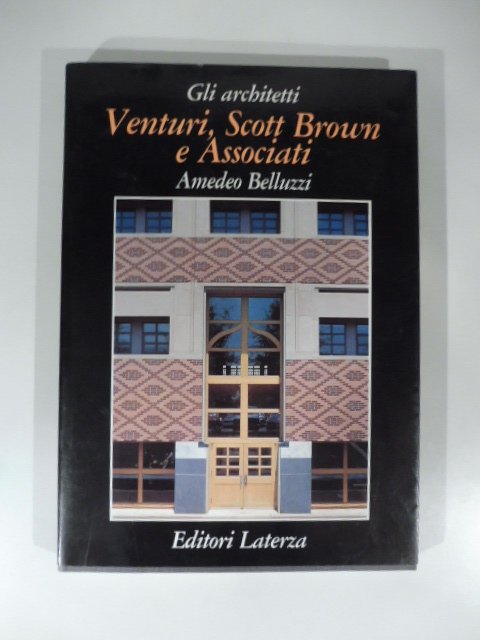 Gli architetti
Venturi, Scott Brown
e Associati
Amedeo Belluzzi
Editori Laterza